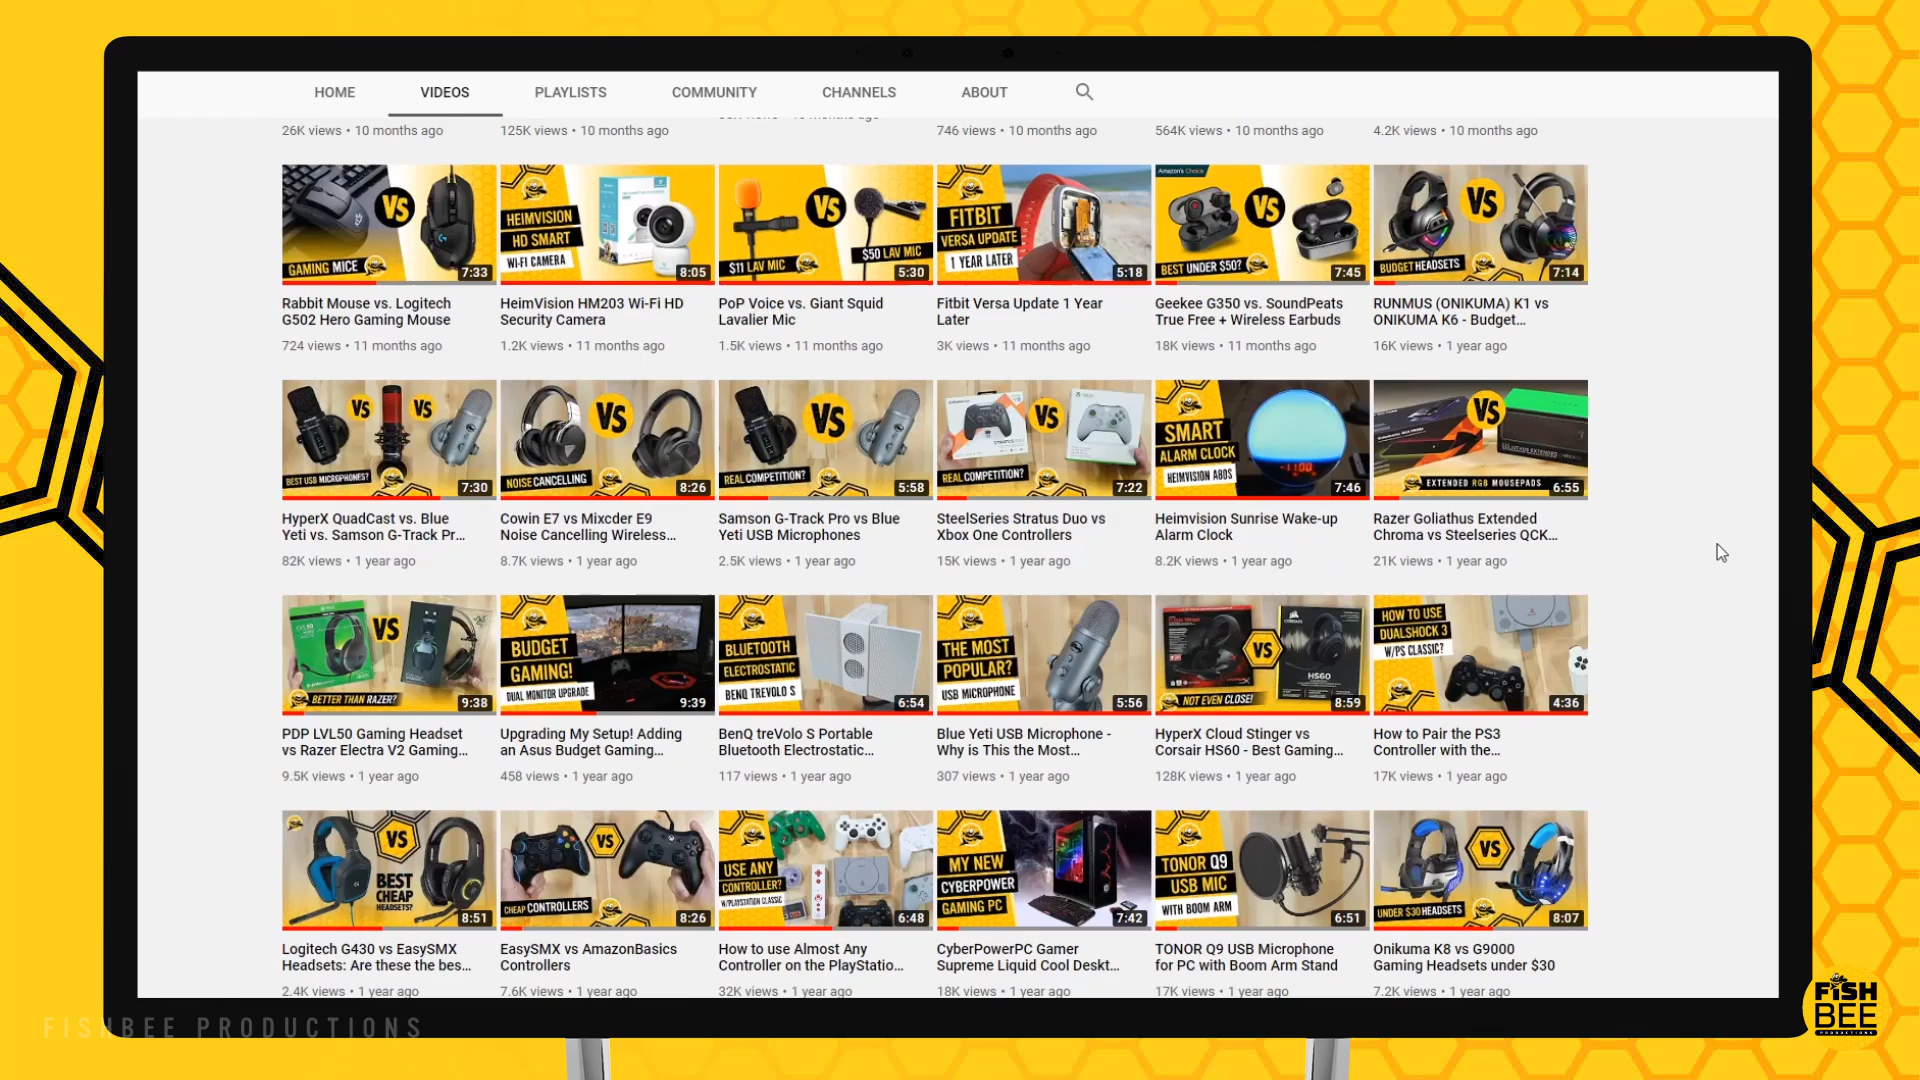 HOME VIDEOS PLAYLISTS COMMUNITY CHANNELS ABOUT
26K views • 10 months ago
125K views • 10 months ago
746 views • 10 months ago
564K views • 10 months ago
4.2K views • 10 months ago
VS
GAMING MICE
7:33
HEIMVISION
HD SMART
WI-FI CAMERA
8:05
VS
$11 LAV MIC
$50 LAV MIC
5:30
FITBIT
VERSA UPDATE
1 YEAR LATER
5:18
Amazon's Choice
VS
BEST UNDER $50?
7:45
VS
BUDGET HEADSETS
7:14
Rabbit Mouse vs. Logitech
G502 Hero Gaming Mouse
724 views • 11 months ago
HeimVision HM203 Wi-Fi HD
Security Camera
1.2K views • 11 months ago
PoP Voice vs. Giant Squid
Lavalier Mic
1.5K views • 11 months ago
Fitbit Versa Update 1 Year
Later
3K views • 11 months ago
Geekee G350 vs. SoundPeats
True Free + Wireless Earbuds
18K views • 11 months ago
RUNMUS (ONIKUMA) K1 vs
ONIKUMA K6 - Budget...
16K views • 1 year ago
VS VS
BEST USB MICROPHONES?
7:30
VS
NOISE CANCELLING
8:26
VS
REAL COMPETITION?
5:58
VS
REAL COMPETITION?
7:22
SMART
ALARM CLOCK
HEIMVISION A80S
7:46
VS
EXTENDED RGB MOUSEPADS
6:55
HyperX QuadCast vs. Blue
Yeti vs. Samson G-Track Pr...
82K views • 1 year ago
Cowin E7 vs Mixcder E9
Noise Cancelling Wireless...
8.7K views • 1 year ago
Samson G-Track Pro vs Blue
Yeti USB Microphones
2.5K views • 1 year ago
SteelSeries Stratus Duo vs
Xbox One Controllers
15K views • 1 year ago
Heimvision Sunrise Wake-up
Alarm Clock
8.2K views • 1 year ago
Razer Goliathus Extended
Chroma vs Steelseries QCK...
21K views • 1 year ago
VS
BETTER THAN RAZER?
9:38
BUDGET
GAMING!
DUAL MONITOR UPGRADE
9:39
BLUETOOTH
ELECTROSTATIC
BENQ TREVOLO S
6:54
THE MOST
POPULAR?
USB MICROPHONE
5:56
VS
HS60
NOT EVEN CLOSE!
8:59
HOW TO USE
DUALSHOCK 3
W/PS CLASSIC?
4:36
PDP LVL50 Gaming Headset
vs Razer Electra V2 Gaming...
9.5K views • 1 year ago
Upgrading My Setup! Adding
an Asus Budget Gaming...
458 views • 1 year ago
BenQ treVolo S Portable
Bluetooth Electrostatic...
117 views • 1 year ago
Blue Yeti USB Microphone -
Why is This the Most...
307 views • 1 year ago
HyperX Cloud Stinger vs
Corsair HS60 - Best Gaming...
128K views • 1 year ago
How to Pair the PS3
Controller with the...
17K views • 1 year ago
VS
BEST
CHEAP
HEADSETS?
8:51
VS
CHEAP CONTROLLERS
8:26
USE ANY
CONTROLLER?
W/PLAYSTATION CLASSIC
6:48
MY NEW
CYBERPOWER
GAMING PC
7:42
TONOR Q9
USB MIC
WITH BOOM ARM
6:51
VS
UNDER $30 HEADSETS
8:07
Logitech G430 vs EasySMX
Headsets: Are these the bes...
2.4K views • 1 year ago
EasySMX vs AmazonBasics
Controllers
7.6K views • 1 year ago
How to use Almost Any
Controller on the PlayStatio...
32K views • 1 year ago
CyberPowerPC Gamer
Supreme Liquid Cool Deskt...
18K views • 1 year ago
TONOR Q9 USB Microphone
for PC with Boom Arm Stand
17K views • 1 year ago
Onikuma K8 vs G9000
Gaming Headsets under $30
7.2K views • 1 year ago
FISHBEE PRODUCTIONS
FISH
BEE
PRODUCTIONS